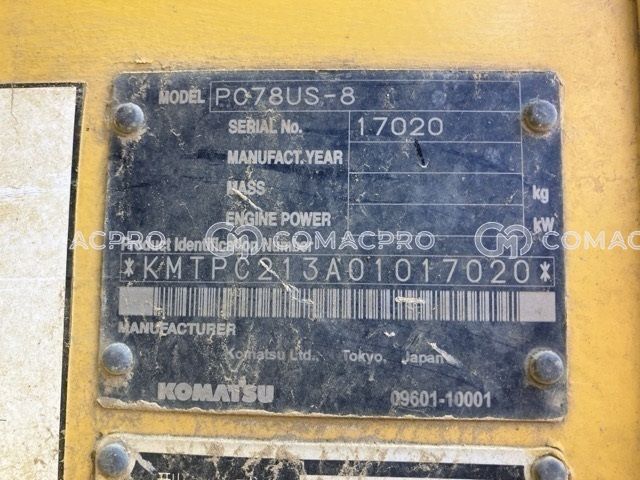 MODEL PC78US-8
SERIAL No. 17020
MANUFACT.YEAR
MASS kg
ENGINE POWER kW
ACPRO COMACPRO COMACPRO
Product Identification Number
*KMTPC213A01017020*
MANUFACTURER
Komatsu Ltd., Tokyo, Japan
KOMATSU 09601-10001